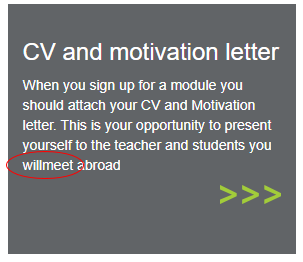 CV and motivation letter
When you sign up for a module you
should attach your CV and Motivation
letter. This is your opportunity to present
yourself to the teacher and students you
willmeet abroad
>>>